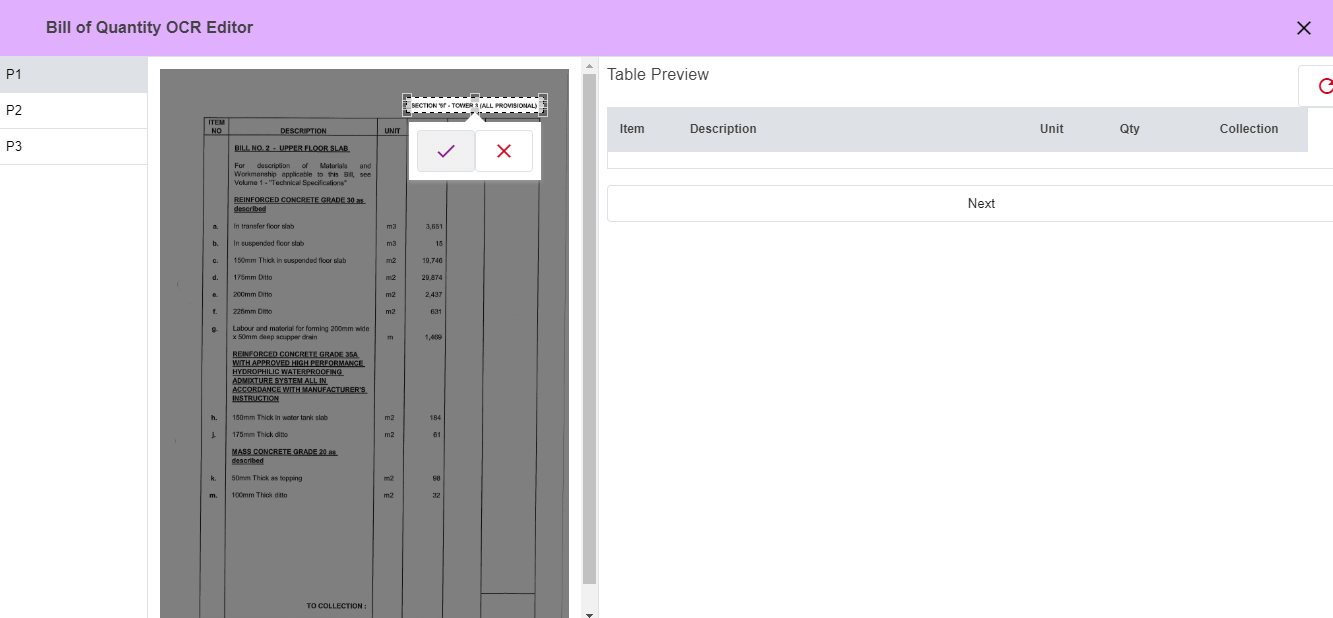 Bill of Quantity OCR Editor
P1
P2
P3
SECTION '6I' - TOWER 3 (ALL PROVISIONAL)
ITEM NO DESCRIPTION UNIT
BILL NO. 2 - UPPER FLOOR SLAB
For description of Materials and
Workmanship applicable to this Bill, see
Volume 1 - "Technical Specifications"
REINFORCED CONCRETE GRADE 30 as
described
a. In transfer floor slab m3 3,651
b. In suspended floor slab m3 15
c. 150mm Thick in suspended floor slab m2 19,746
d. 175mm Ditto m2 29,874
e. 200mm Ditto m2 2,437
f. 225mm Ditto m2 631
g. Labour and material for forming 200mm wide
x 50mm deep scupper drain m 1,469
REINFORCED CONCRETE GRADE 35A
WITH APPROVED HIGH PERFORMANCE
HYDROPHILIC WATERPROOFING
ADMIXTURE SYSTEM ALL IN
ACCORDANCE WITH MANUFACTURER'S
INSTRUCTION
h. 150mm Thick in water tank slab m2 184
j. 175mm Thick ditto m2 61
MASS CONCRETE GRADE 20 as
described
k. 50mm Thick as topping m2 98
m. 100mm Thick ditto m2 32
TO COLLECTION :
Table Preview
Item Description Unit Qty Collection
Next